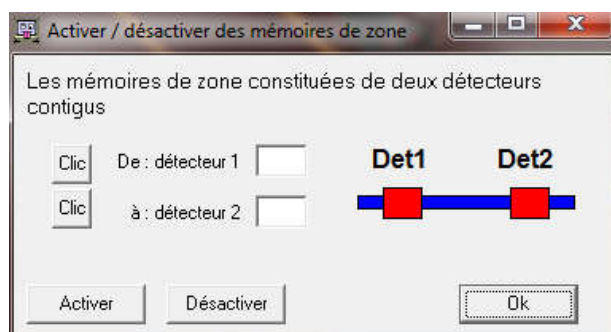 Activer / désactiver des mémoires de zone
Les mémoires de zone constituées de deux détecteurs
contigus
Clic De : détecteur 1 Det1 Det2
Clic à : détecteur 2
Activer Désactiver Ok